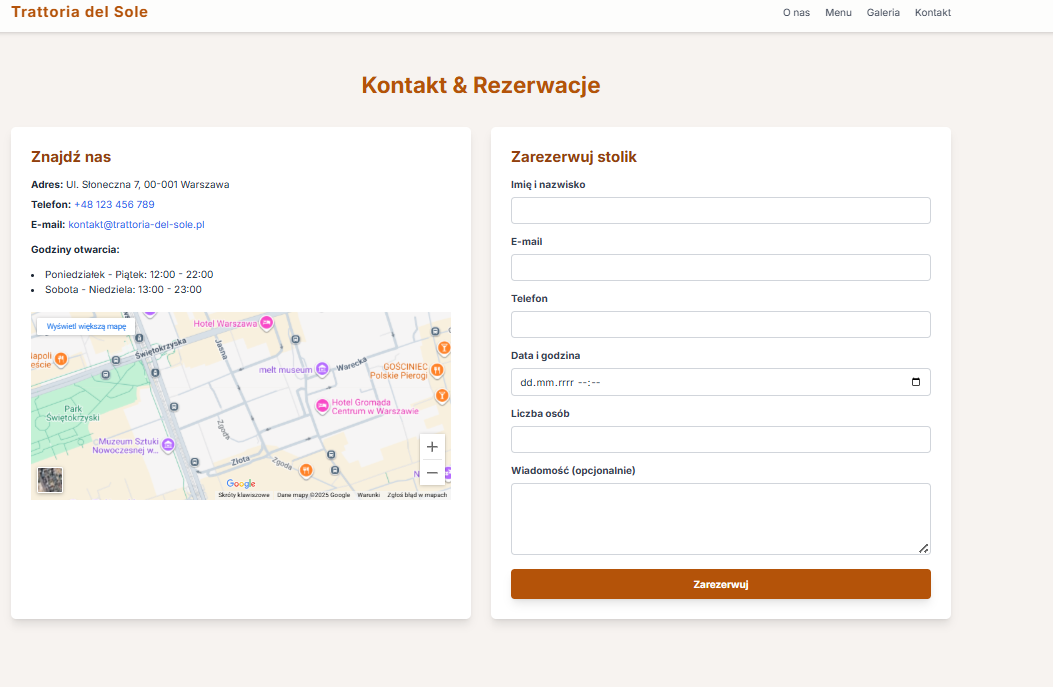 Trattoria del Sole
O nas Menu Galeria Kontakt
Kontakt & Rezerwacje
Znajdź nas
Adres: Ul. Słoneczna 7, 00-001 Warszawa
Telefon: +48 123 456 789
E-mail: kontakt@trattoria-del-sole.pl
Godziny otwarcia:
Poniedziałek - Piątek: 12:00 - 22:00
Sobota - Niedziela: 13:00 - 23:00
Wyświetl większą mapę
Hotel Warszawa
Świętokrzyska
Jasna
melt museum
Warecka
GOŚCINIEC
Polskie Pierogi
Hotel Gromada
Centrum w Warszawie
Park
Świętokrzyski
Muzeum Sztuki
Nowoczesnej w...
Zgoda
Złota
Zgoda
Google
Skróty klawiszowe Dane mapy ©2025 Google Warunki Zgłoś błąd w mapach
Zarezerwuj stolik
Imię i nazwisko
E-mail
Telefon
Data i godzina
dd.mm.rrrr --:--
Liczba osób
Wiadomość (opcjonalnie)
Zarezerwuj